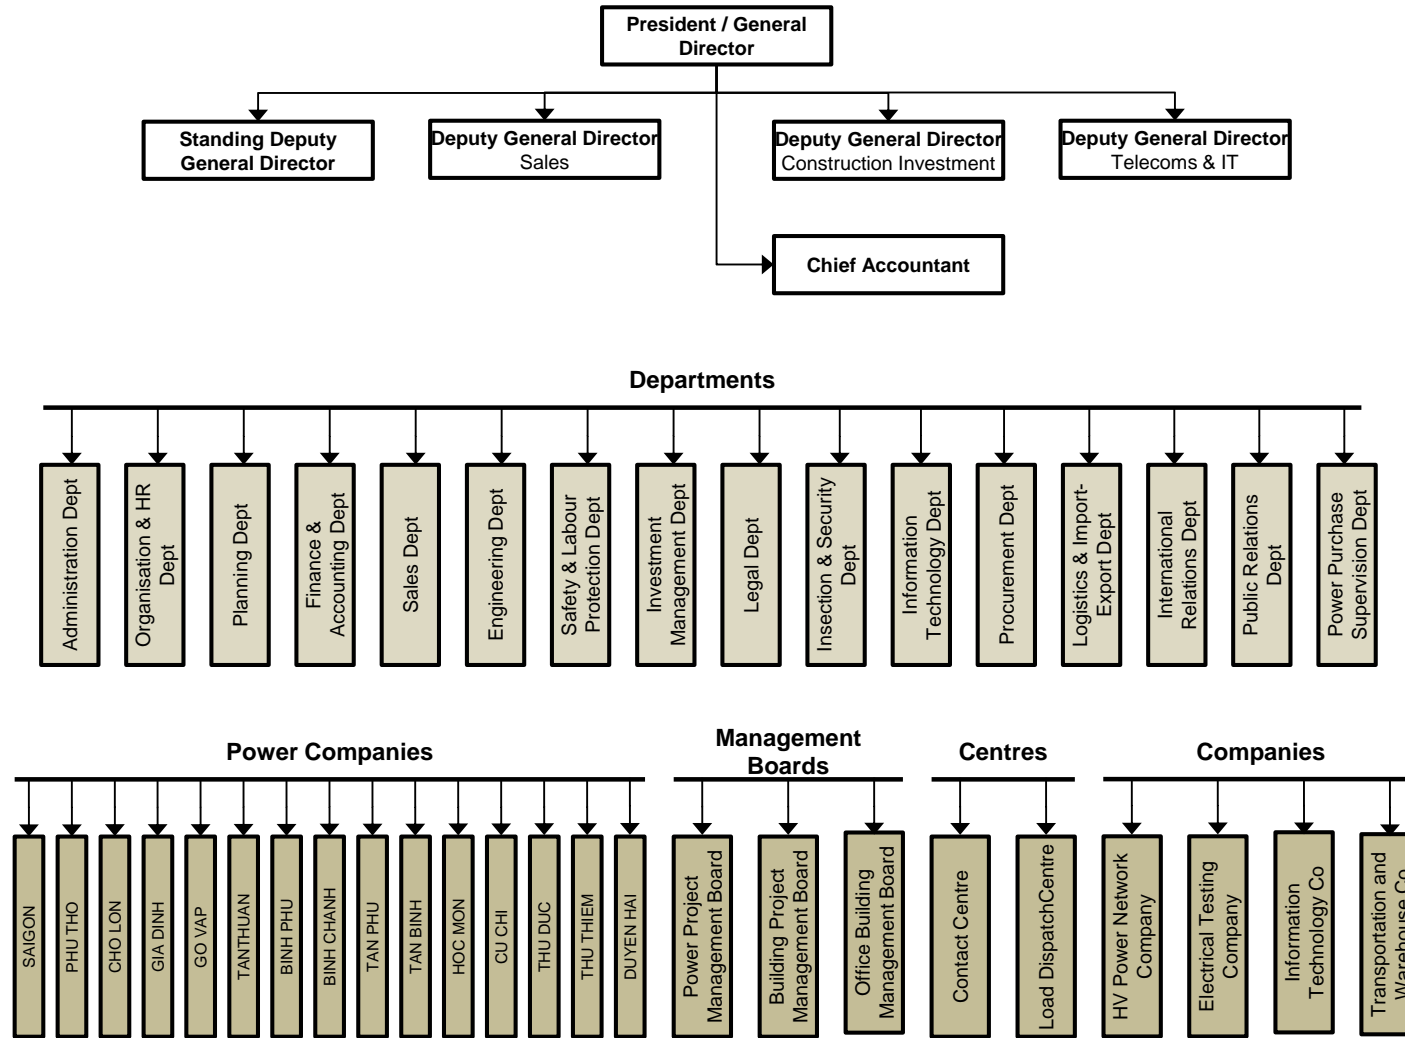 President / General
Director
Standing Deputy
General Director
Deputy General Director
Sales
Deputy General Director
Construction Investment
Deputy General Director
Telecoms & IT
Chief Accountant
Departments
Administration Dept
Organisation & HR
Dept
Planning Dept
Finance &
Accounting Dept
Sales Dept
Engineering Dept
Safety & Labour
Protection Dept
Investment
Management Dept
Legal Dept
Insection & Security
Dept
Information
Technology Dept
Procurement Dept
Logistics & Import-
Export Dept
International
Relations Dept
Public Relations
Dept
Power Purchase
Supervision Dept
Power Companies
Management
Boards
Centres
Companies
SAIGON
PHU THO
CHO LON
GIA DINH
GO VAP
TANTHUAN
BINH PHU
BINH CHANH
TAN PHU
TAN BINH
HOC MON
CU CHI
THU DUC
THU THIEM
DUYEN HAI
Power Project
Management Board
Building Project
Management Board
Office Building
Management Board
Contact Centre
Load DispatchCentre
HV Power Network
Company
Electrical Testing
Company
Information
Technology Co
Transportation and
Warehouse Co